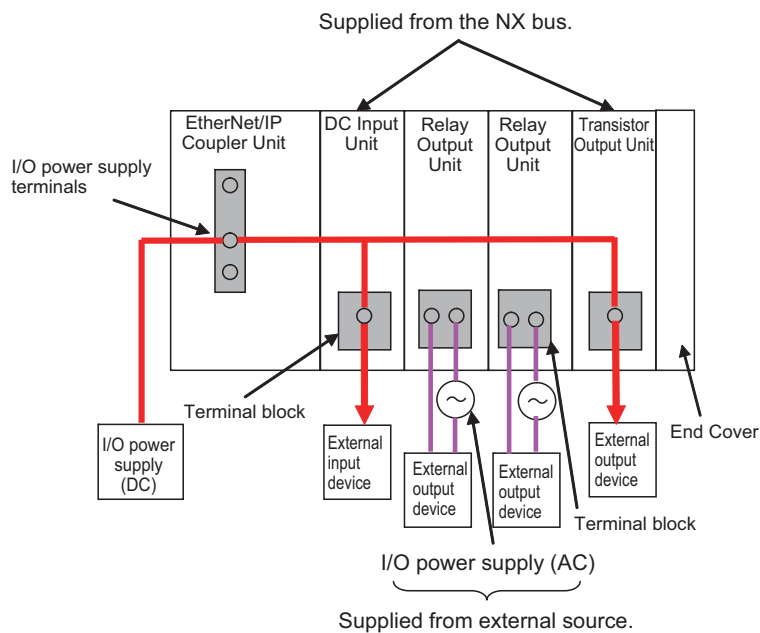 Supplied from the NX bus.
EtherNet/IP
Coupler Unit
DC Input
Unit
Relay
Output
Unit
Relay
Output
Unit
Transistor
Output Unit
I/O power supply
terminals
Terminal block
I/O power
supply
(DC)
External
input
device
External
output
device
External
output
device
External
output
device
End Cover
Terminal block
I/O power supply (AC)
Supplied from external source.